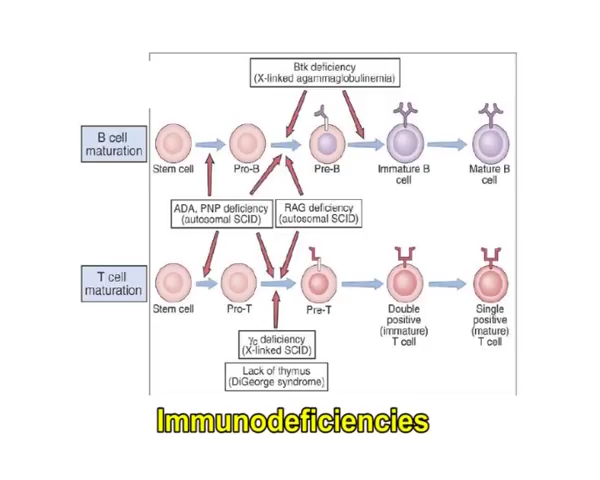 Btk deficiency
(X-linked agammaglobulinemia)
B cell
maturation
Stem cell
Pro-B
Pre-B
Immature B
cell
Mature B
cell
ADA, PNP deficiency
(autosomal SCID)
RAG deficiency
(autosomal SCID)
T cell
maturation
Stem cell
Pro-T
Pre-T
Double
positive
(immature)
T cell
Single
positive
(mature)
T cell
γc deficiency
(X-linked SCID)
Lack of thymus
(DiGeorge syndrome)
Immunodeficiencies